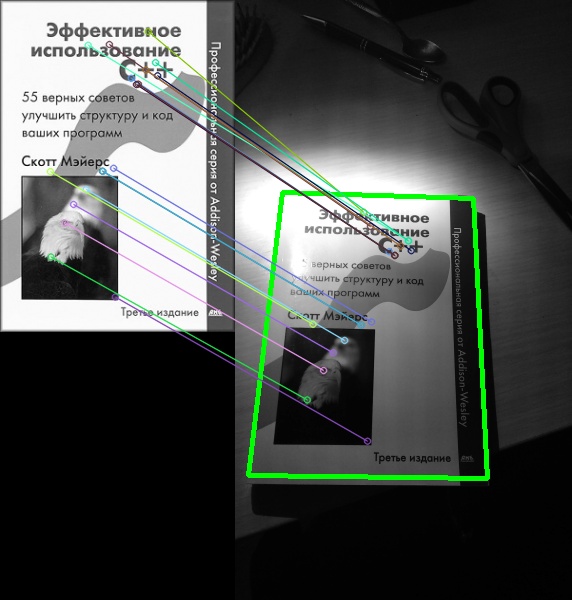 Эффективное
использование
C++
55 верных советов
улучшить структуру и код
ваших программ
Скотт Мэйерс
Третье издание
Профессиональная серия от Addison-Wesley
Эффективное
использование
C++
верных советов
улучшить структуру и код
ваших программ
Скотт Мэйерс
Третье издание
Профессиональная серия от Addison-Wesley